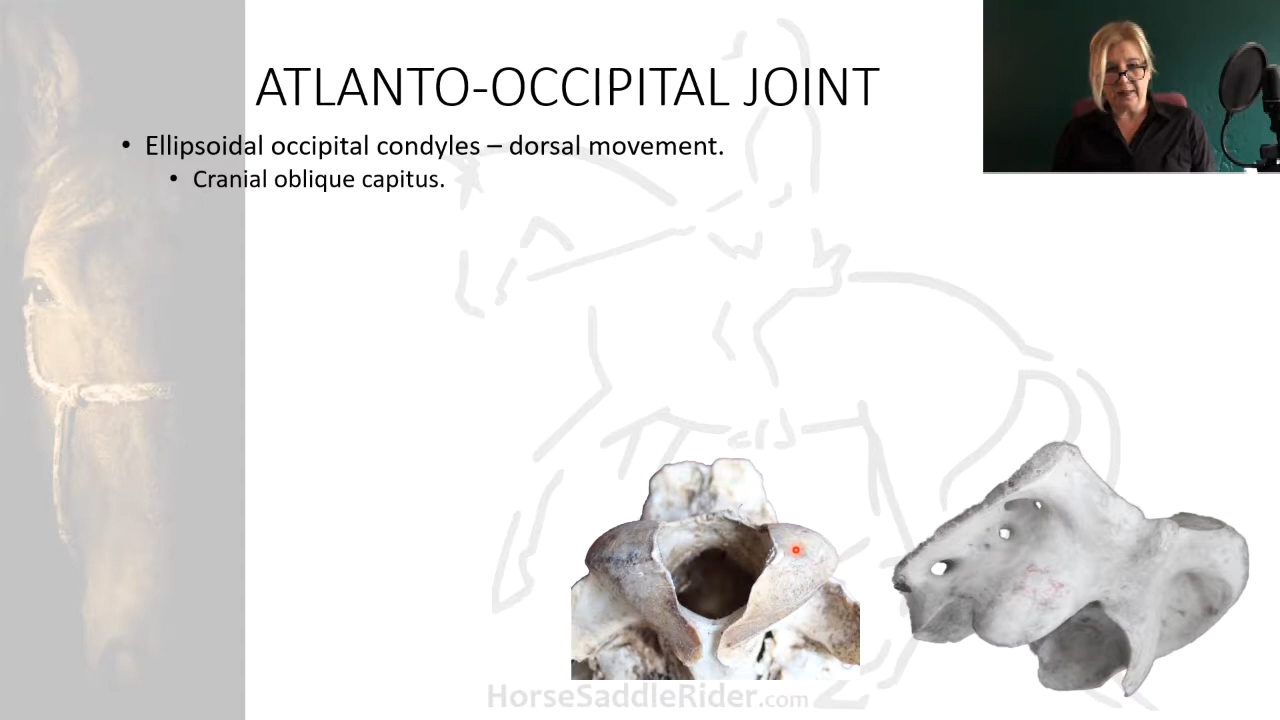 ATLANTO-OCCIPITAL JOINT
• Ellipsoidal occipital condyles – dorsal movement.
• Cranial oblique capitus.
HorseSaddleRider.com